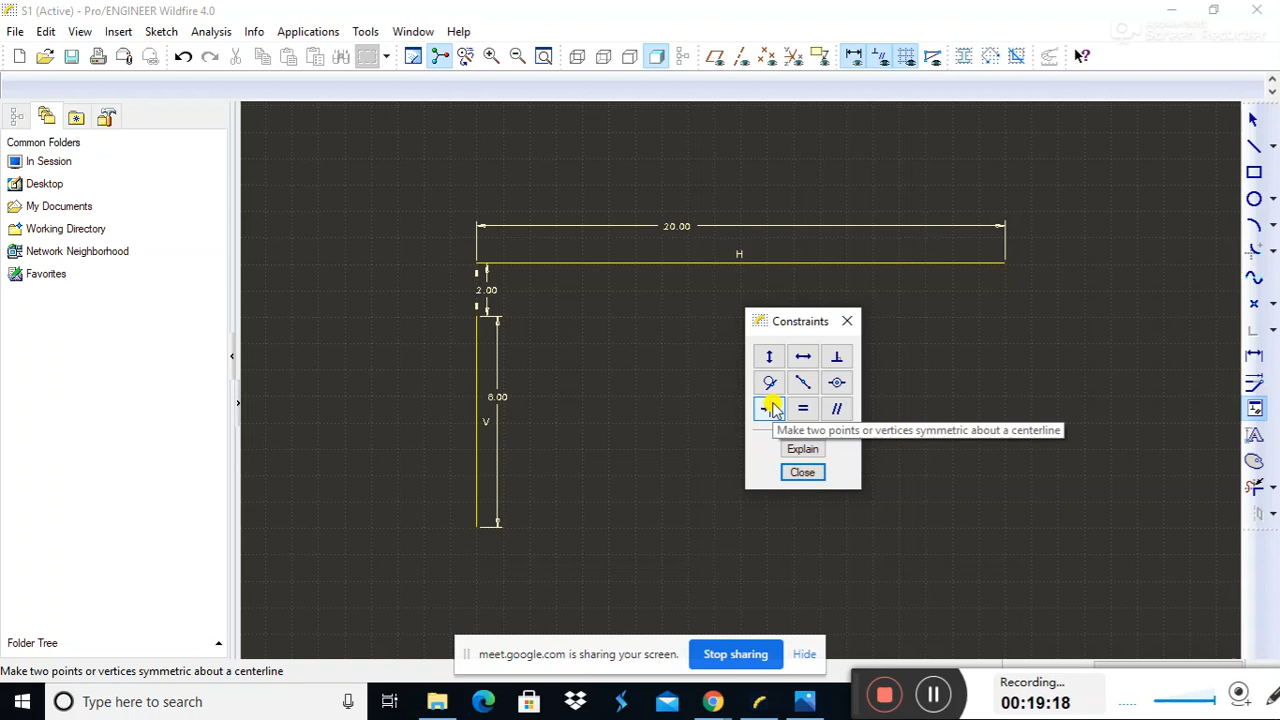 S1 (Active) - Pro/ENGINEER Wildfire 4.0
File Edit View Insert Sketch Analysis Info Applications Tools Window Help
Screen Recorder
Common Folders
In Session
Desktop
My Documents
Working Directory
Network Neighborhood
Favorites
20.00
H
2.00
8.00
V
Constraints
Make two points or vertices symmetric about a centerline
Explain
Close
Folder Tree
meet.google.com is sharing your screen. Stop sharing Hide
Make two points or vertices symmetric about a centerline
Type here to search
Recording...
00:19:18